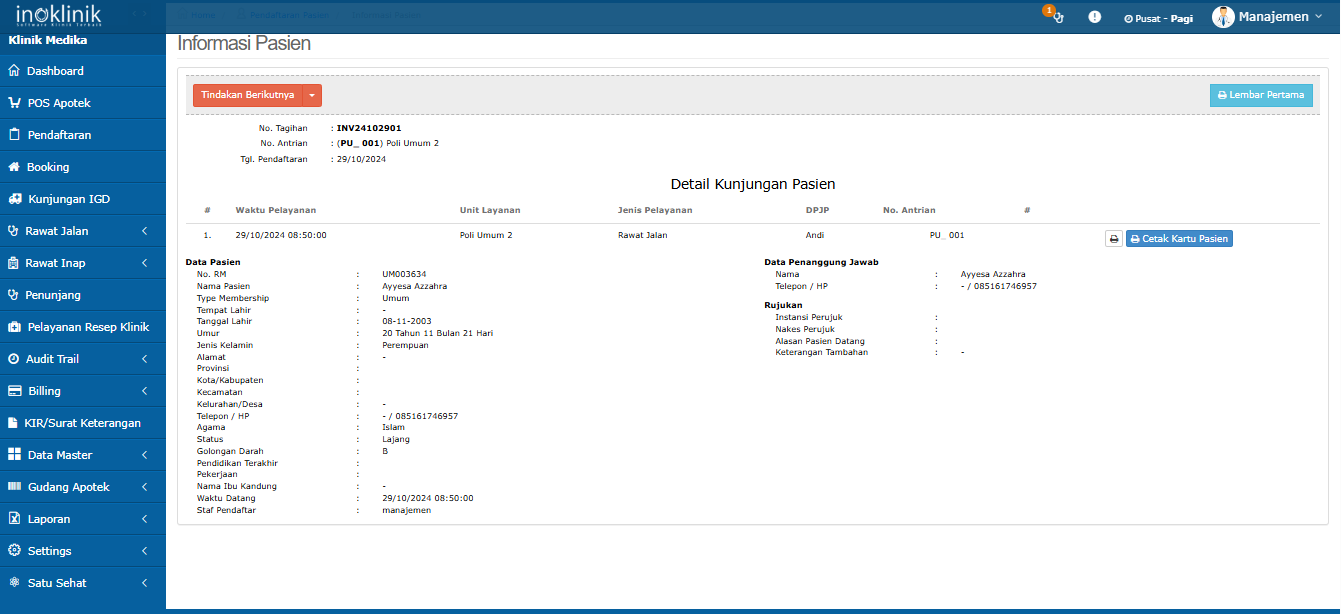 inoklinik
Software Klinik Terbaik
1
Pusat - Pagi
Manajemen
Klinik Medika
Dashboard
POS Apotek
Pendaftaran
Booking
Kunjungan IGD
Rawat Jalan
Rawat Inap
Penunjang
Pelayanan Resep Klinik
Audit Trail
Billing
KIR/Surat Keterangan
Data Master
Gudang Apotek
Laporan
Settings
Satu Sehat
Informasi Pasien
Tindakan Berikutnya
Lembar Pertama
No. Tagihan : INV24102901
No. Antrian : (PU_ 001) Poli Umum 2
Tgl. Pendaftaran : 29/10/2024
Detail Kunjungan Pasien
# Waktu Pelayanan Unit Layanan Jenis Pelayanan DPJP No. Antrian #
1. 29/10/2024 08:50:00 Poli Umum 2 Rawat Jalan Andi PU_ 001 Cetak Kartu Pasien
Data Pasien
No. RM : UM003634
Nama Pasien : Ayyesa Azzahra
Type Membership : Umum
Tempat Lahir : -
Tanggal Lahir : 08-11-2003
Umur : 20 Tahun 11 Bulan 21 Hari
Jenis Kelamin : Perempuan
Alamat : -
Provinsi :
Kota/Kabupaten :
Kecamatan :
Kelurahan/Desa : -
Telepon / HP : - / 085161746957
Agama : Islam
Status : Lajang
Golongan Darah : B
Pendidikan Terakhir :
Pekerjaan :
Nama Ibu Kandung : -
Waktu Datang : 29/10/2024 08:50:00
Staf Pendaftar : manajemen
Data Penanggung Jawab
Nama : Ayyesa Azzahra
Telepon / HP : - / 085161746957
Rujukan
Instansi Perujuk :
Nakes Perujuk :
Alasan Pasien Datang :
Keterangan Tambahan : -